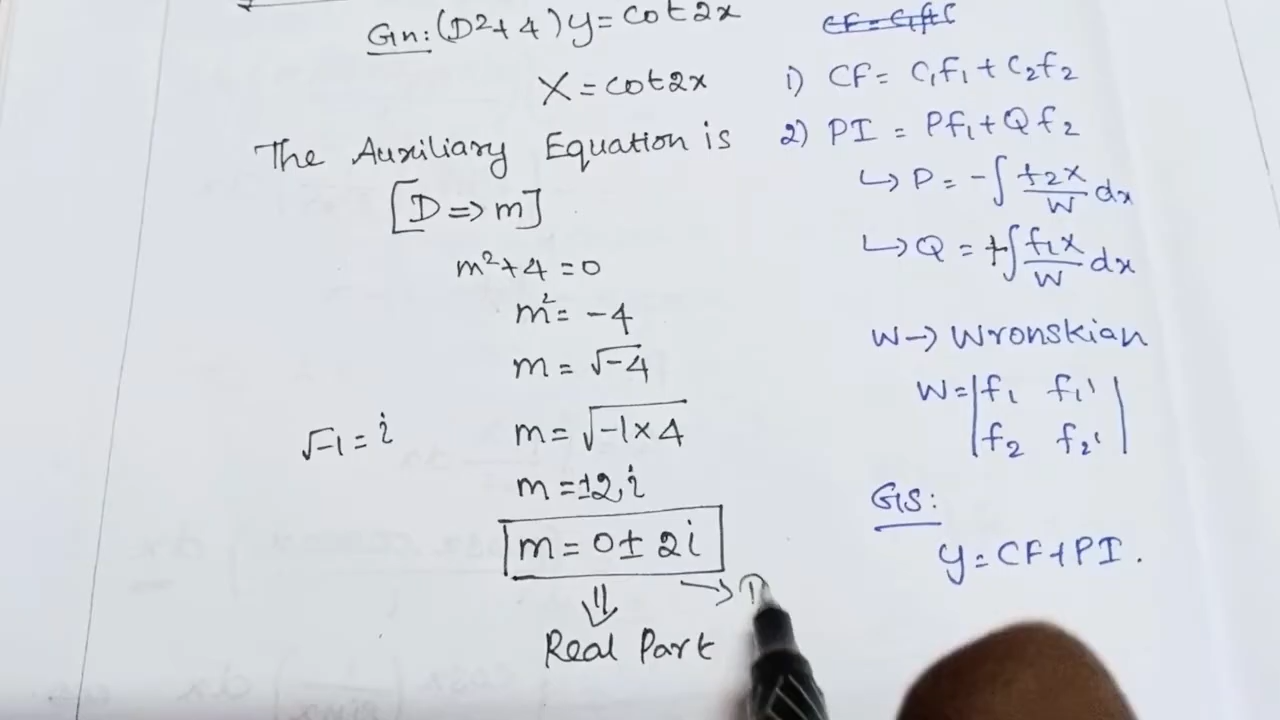 Gn: (D²+4)y = cot2x
X = cot2x
The Auxiliary Equation is
[D => m]
m²+4 = 0
m² = -4
m = √-4
√-1 = i
m = √-1×4
m = ±2i
m = 0 ± 2i
Real Part
1) CF = C₁f₁ + C₂f₂
2) PI = Pf₁ + Qf₂
↳ P = -∫ f₂x/W dx
↳ Q = +∫ f₁x/W dx
W → Wronskian
W = |f₁ f₁'|
|f₂ f₂'|
GS:
y = CF + PI.